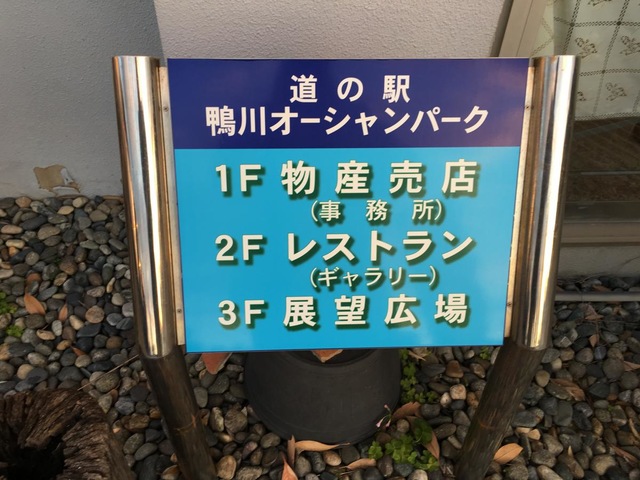 道の駅
鴨川オーシャンパーク
1F 物産売店
(事務所)
2F レストラン
(ギャラリー)
3F 展望広場